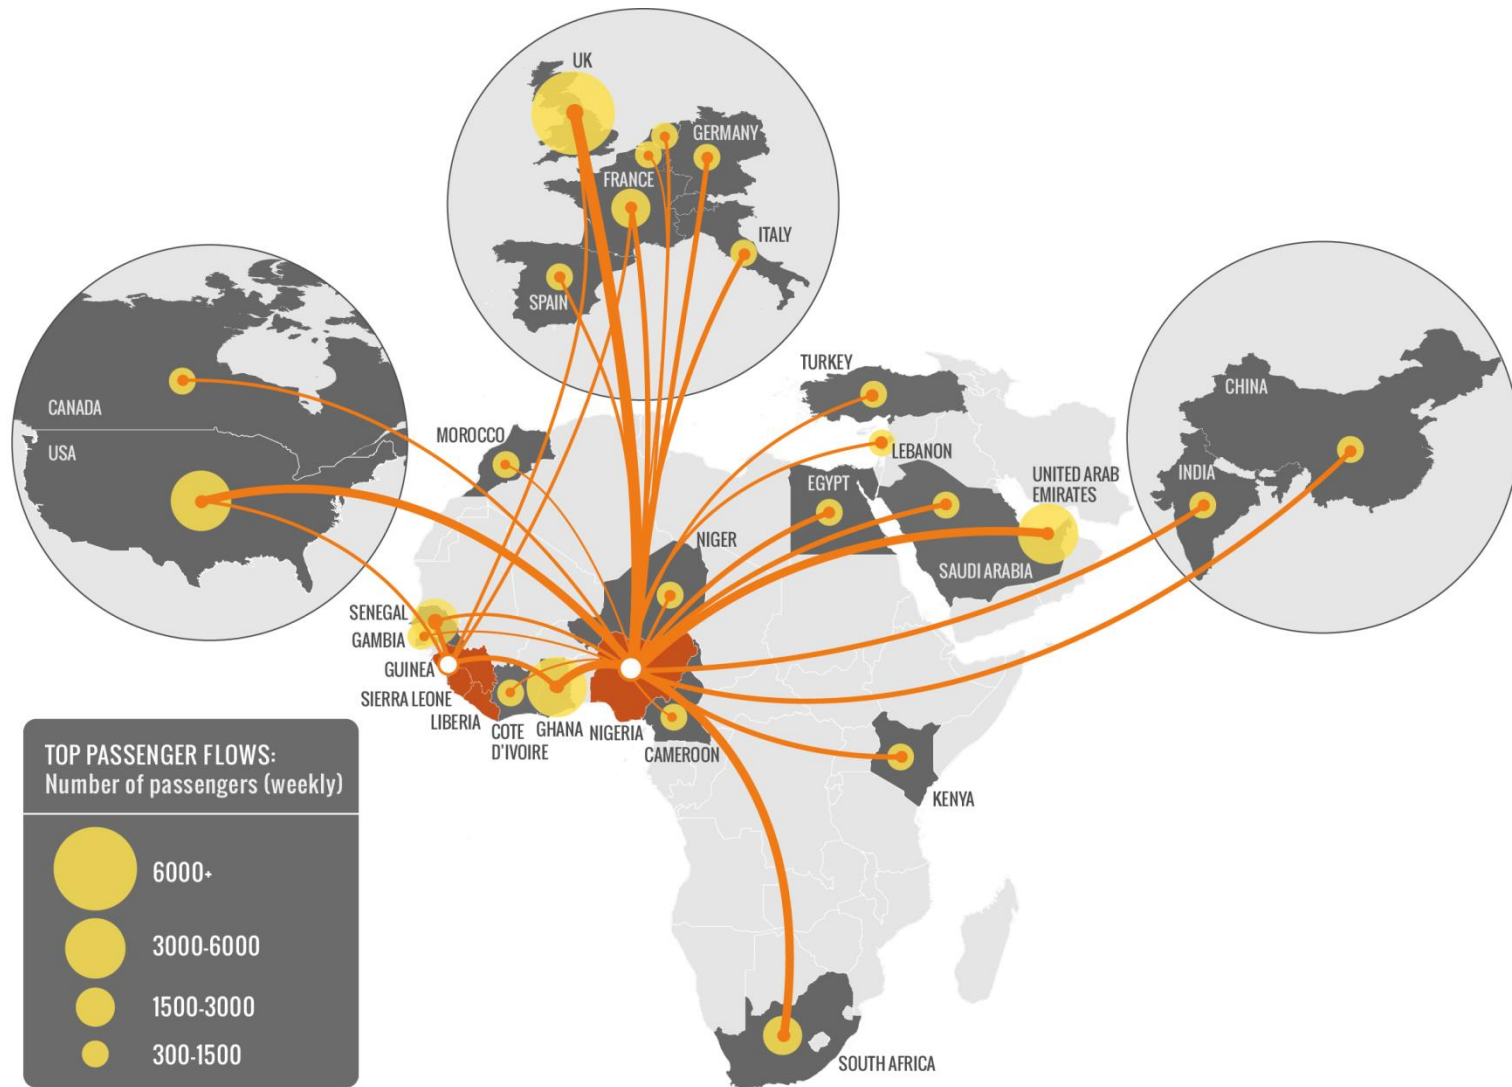 UK
GERMANY
FRANCE
ITALY
SPAIN
CANADA
USA
TURKEY
CHINA
MOROCCO
LEBANON
INDIA
EGYPT
UNITED ARAB
EMIRATES
NIGER
SAUDI ARABIA
SENEGAL
GAMBIA
GUINEA
SIERRA LEONE
LIBERIA
COTE
D'IVOIRE
GHANA
NIGERIA
CAMEROON
KENYA
SOUTH AFRICA
TOP PASSENGER FLOWS:
Number of passengers (weekly)
6000+
3000-6000
1500-3000
300-1500